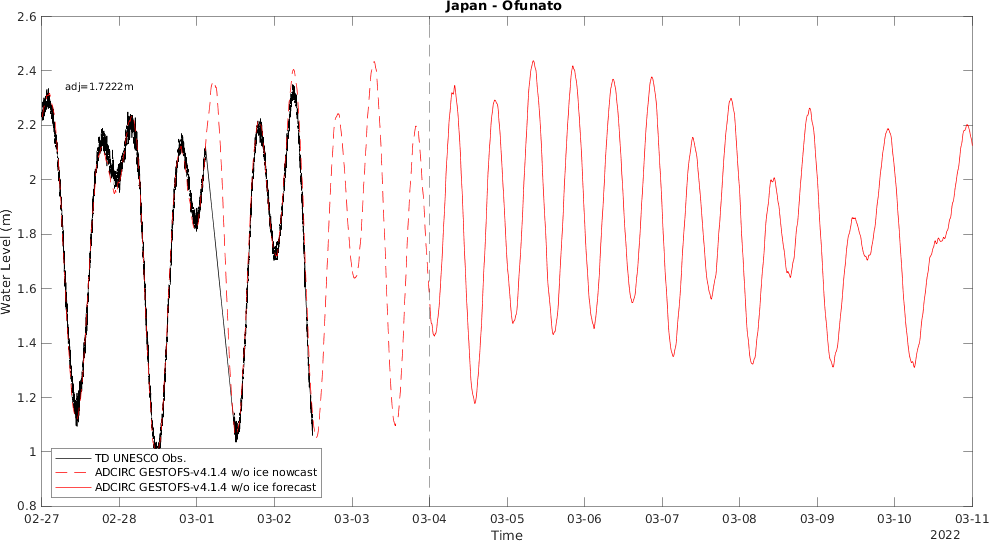 Japan - Ofunato
2.6
2.4
2.2
2
1.8
1.6
1.4
1.2
1
0.8
Water Level (m)
adj=1.7222m
TD UNESCO Obs.
ADCIRC GESTOFS-v4.1.4 w/o ice nowcast
ADCIRC GESTOFS-v4.1.4 w/o ice forecast
02-27 02-28 03-01 03-02 03-03 03-04 03-05 03-06 03-07 03-08 03-09 03-10 03-11
Time
2022